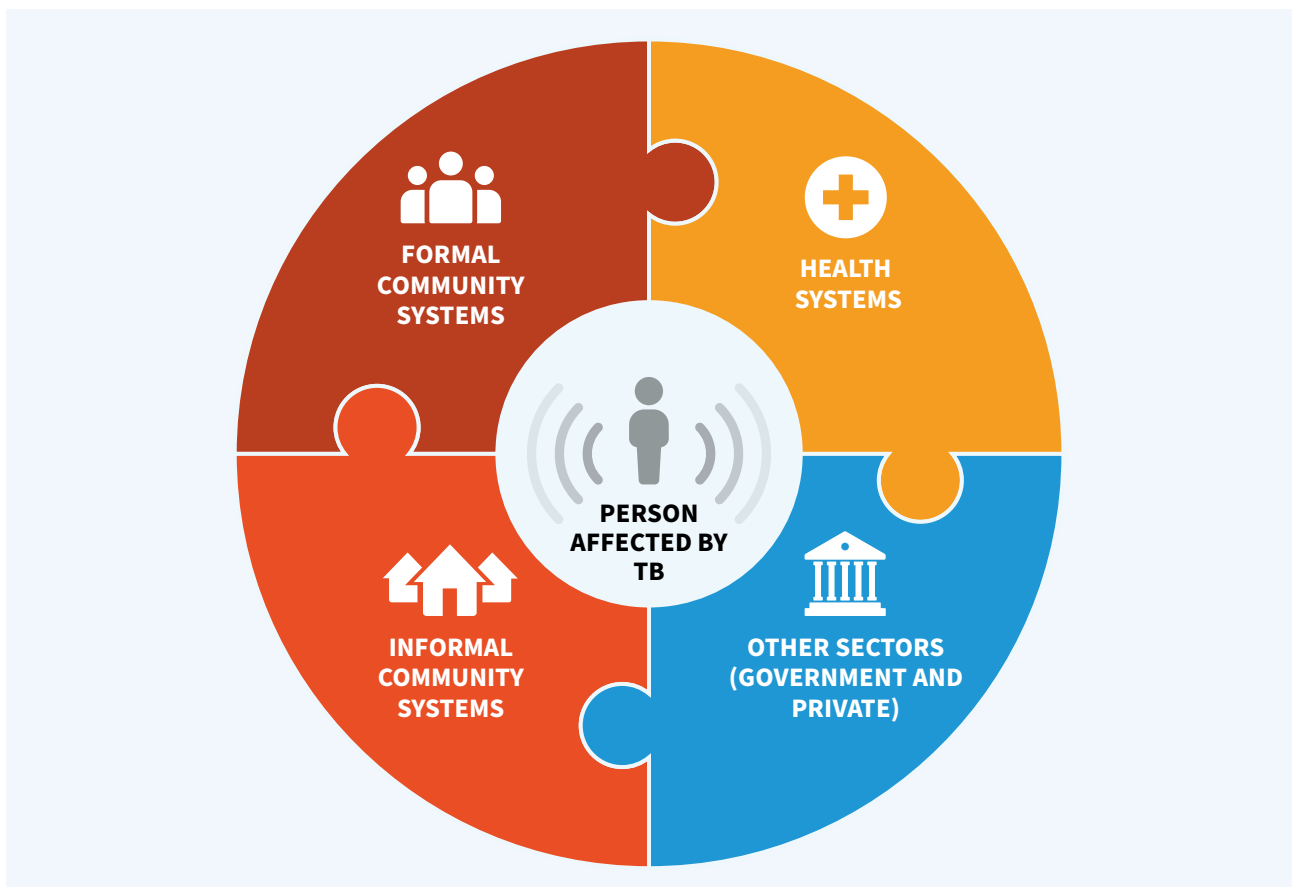 FORMAL
COMMUNITY
SYSTEMS
HEALTH
SYSTEMS
PERSON
AFFECTED BY
TB
INFORMAL
COMMUNITY
SYSTEMS
OTHER SECTORS
(GOVERNMENT AND
PRIVATE)